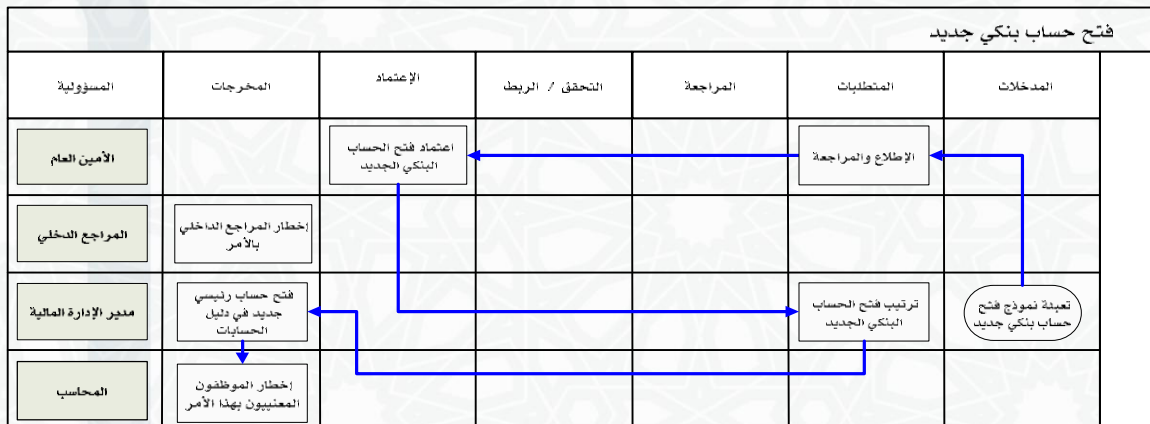 فتح حساب بنكي جديد
المدخلات
المتطلبات
المراجعة
التحقق / الربط
الإعتماد
المخرجات
المسؤولية
الإطلاع والمراجعة
اعتماد فتح الحساب
البنكي الجديد
الأمين العام
إخطار المراجع الداخلي
بالأمر
المراجع الدخلي
تعبئة نموذج فتح
حساب بنكي جديد
ترتيب فتح الحساب
البنكي الجديد
فتح حساب رئيسي
جديد في دليل
الحسابات
مدير الإدارة المالية
إخطار الموظفون
المعنييون بهذا الأمر
المحاسب